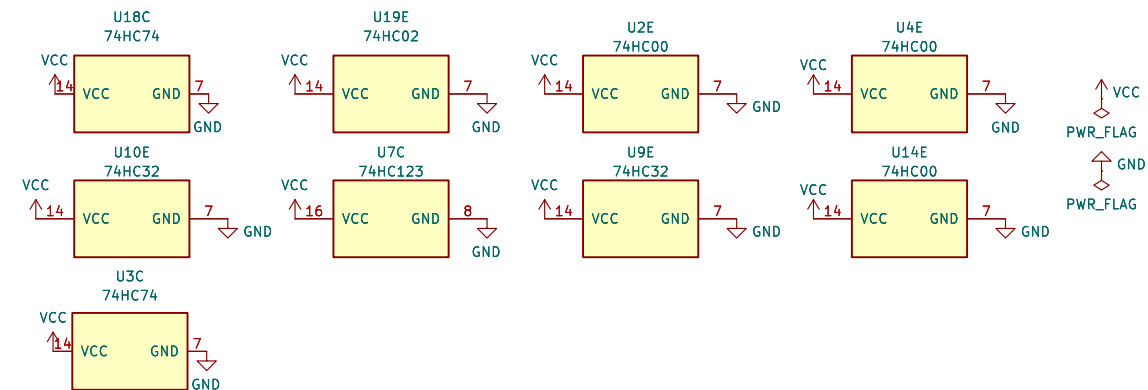 U18C
74HC74
VCC
14
VCC
GND
7
GND
U19E
74HC02
VCC
14
VCC
GND
7
GND
U2E
74HC00
VCC
14
VCC
GND
7
GND
U4E
74HC00
VCC
14
VCC
GND
7
GND
VCC
PWR_FLAG
GND
PWR_FLAG
U10E
74HC32
VCC
14
VCC
GND
7
GND
U7C
74HC123
VCC
16
VCC
GND
8
GND
U9E
74HC32
VCC
14
VCC
GND
7
GND
U14E
74HC00
VCC
14
VCC
GND
7
GND
U3C
74HC74
VCC
14
VCC
GND
7
GND